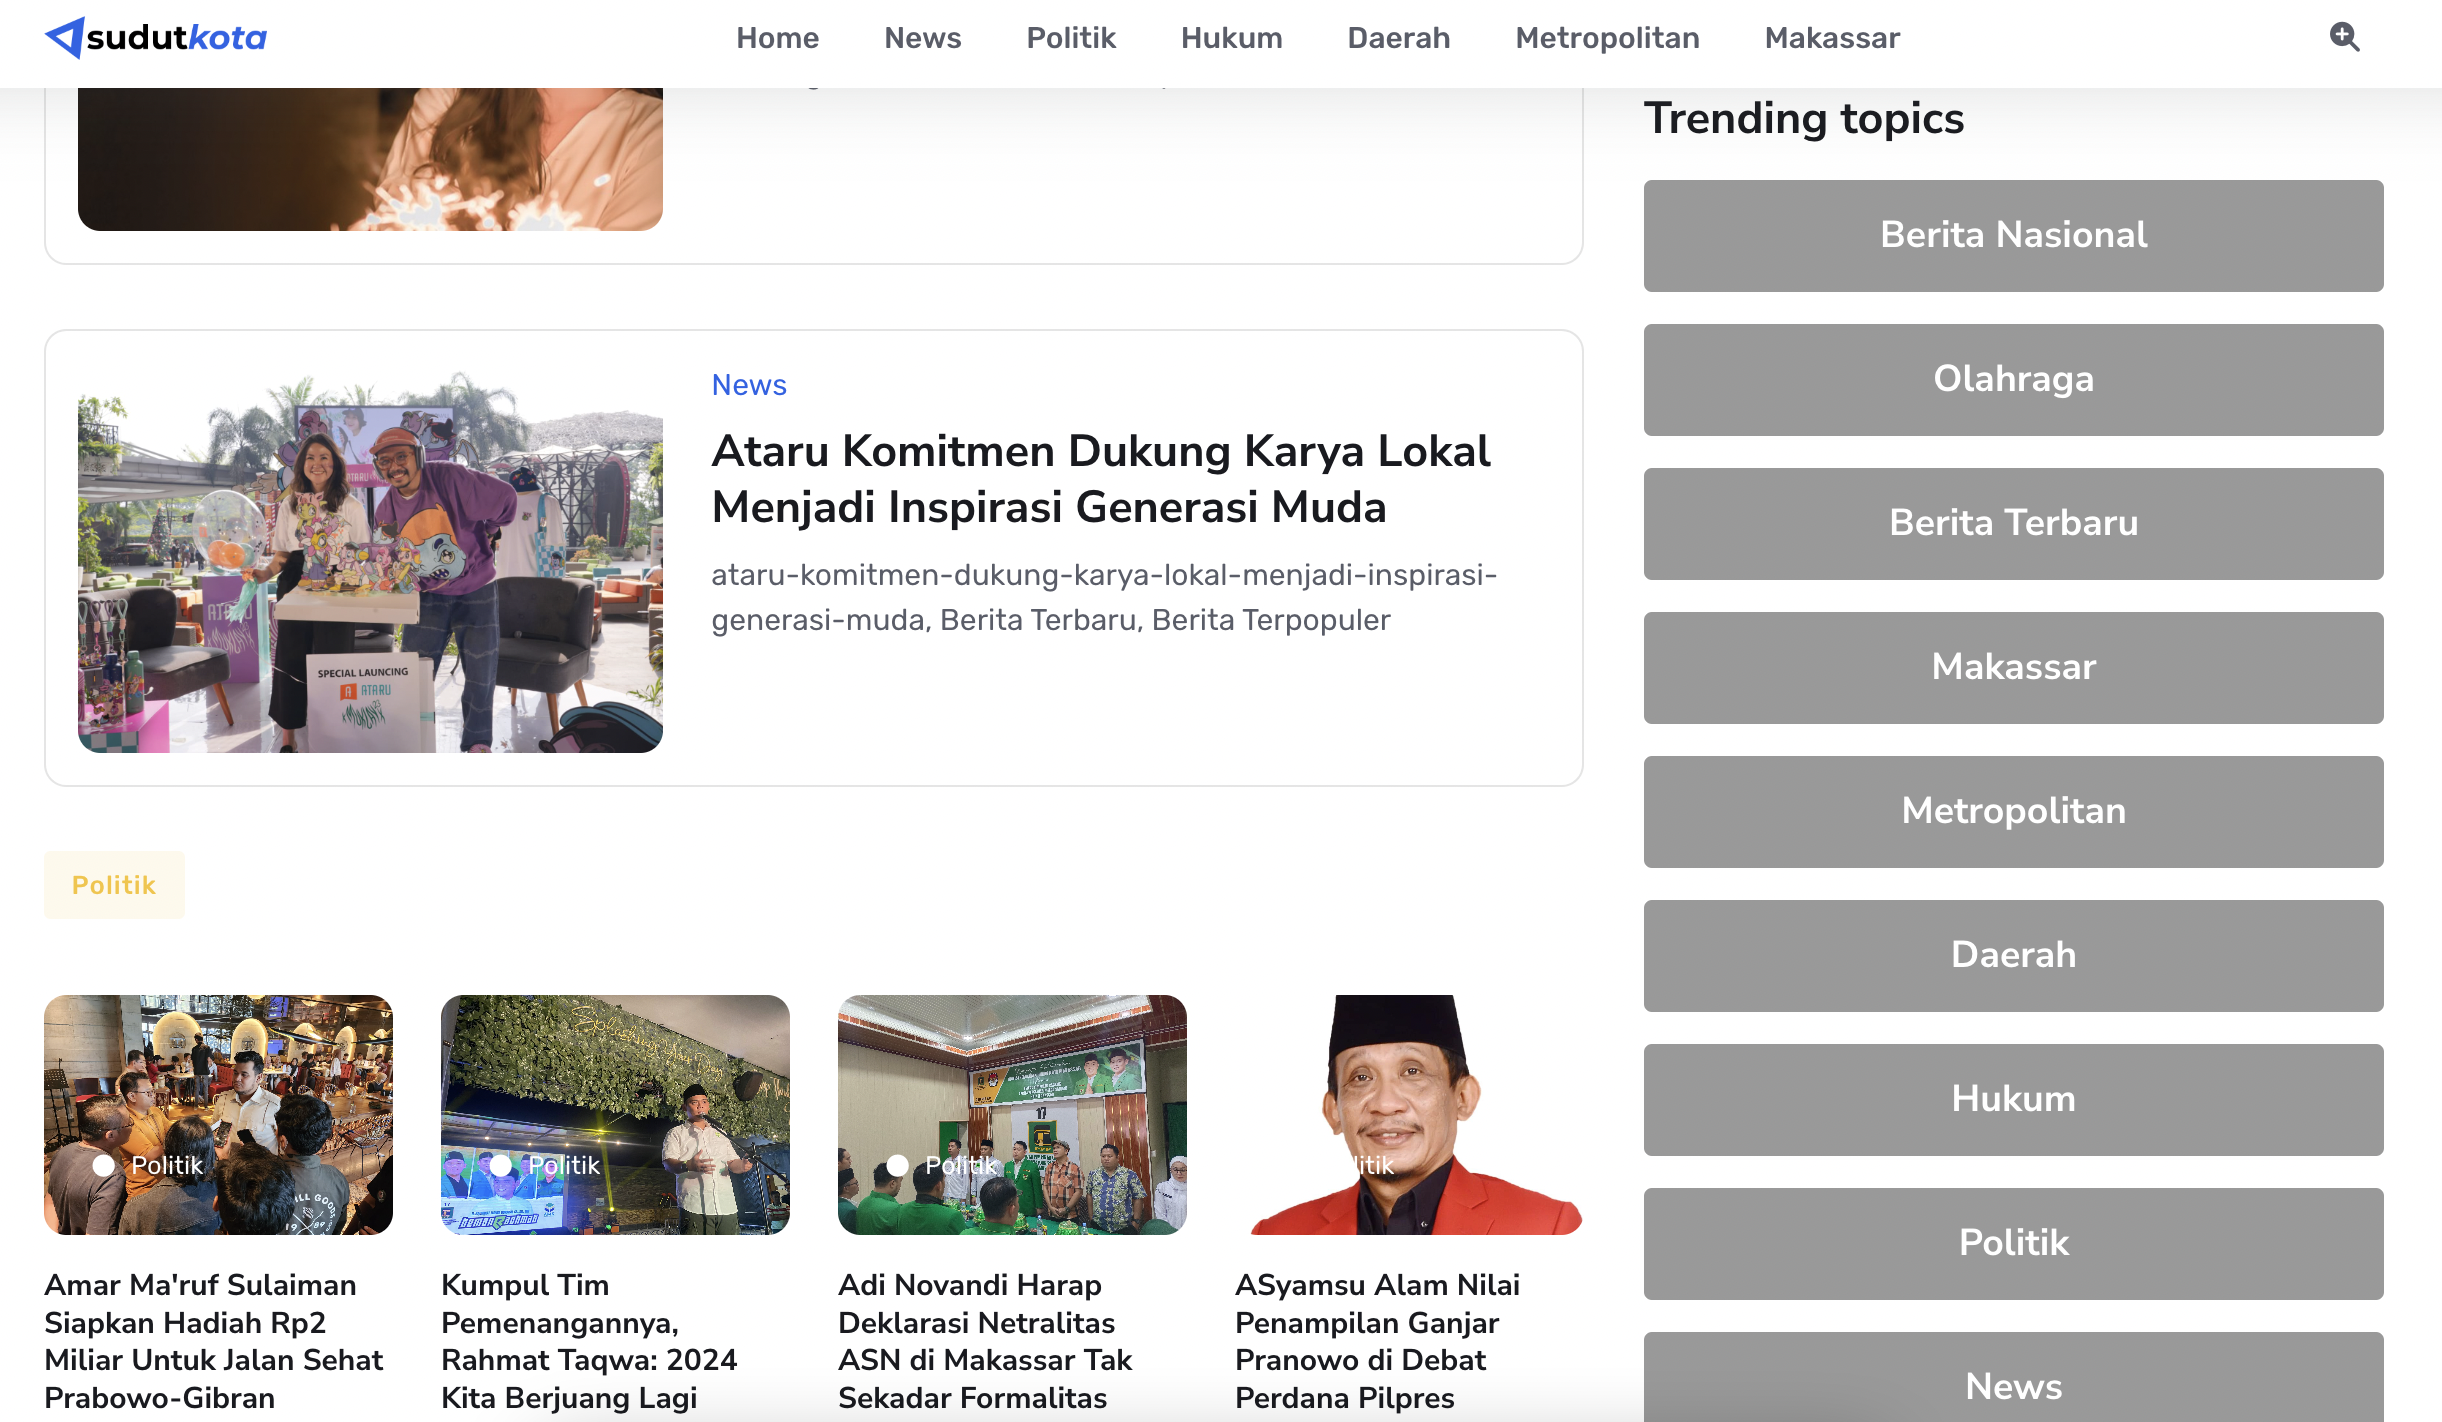 sudutkota
Home
News
Politik
Hukum
Daerah
Metropolitan
Makassar
Trending topics
Berita Nasional
Olahraga
Berita Terbaru
Makassar
Metropolitan
Daerah
Hukum
Politik
News
News
Ataru Komitmen Dukung Karya Lokal
Menjadi Inspirasi Generasi Muda
ataru-komitmen-dukung-karya-lokal-menjadi-inspirasi-
generasi-muda, Berita Terbaru, Berita Terpopuler
SPECIAL LAUNCING
ATARU
Politik
Politik
Amar Ma'ruf Sulaiman
Siapkan Hadiah Rp2
Miliar Untuk Jalan Sehat
Prabowo-Gibran
Politik
Kumpul Tim
Pemenangannya,
Rahmat Taqwa: 2024
Kita Berjuang Lagi
17
Politik
Adi Novandi Harap
Deklarasi Netralitas
ASN di Makassar Tak
Sekadar Formalitas
litik
ASyamsu Alam Nilai
Penampilan Ganjar
Pranowo di Debat
Perdana Pilpres